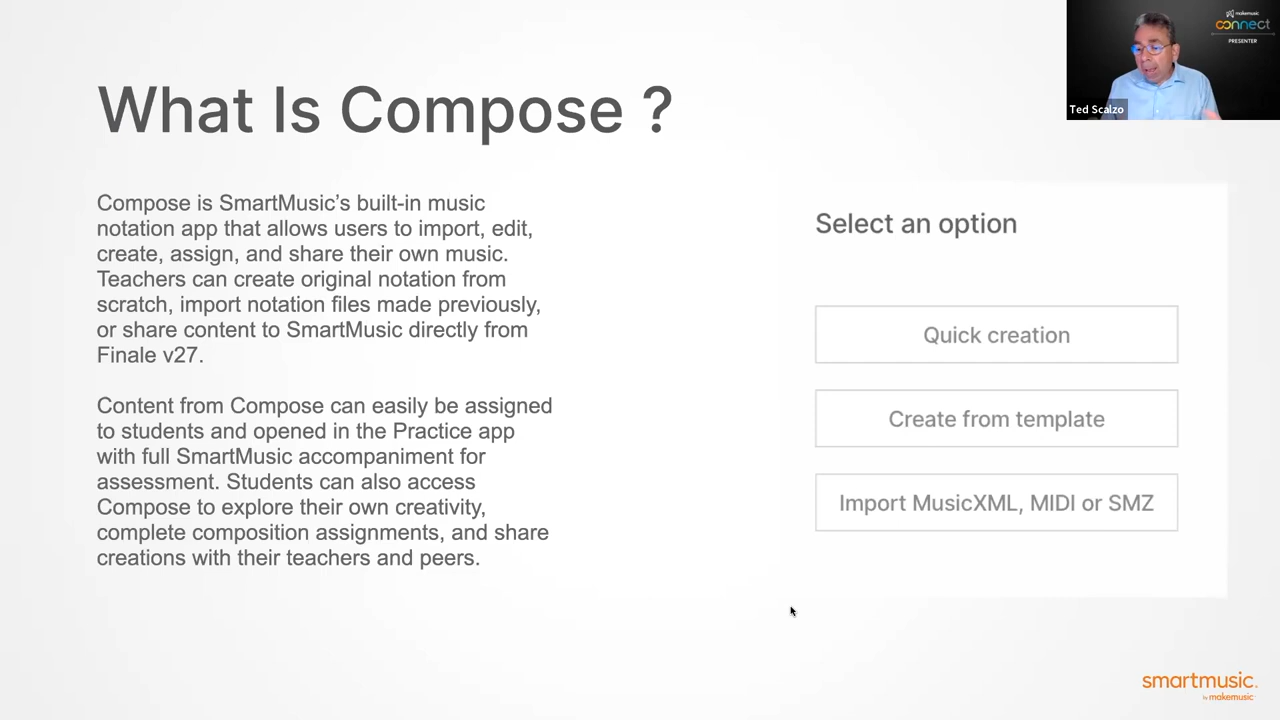 makemusic
connect
PRESENTER
Ted Scalzo
What Is Compose ?
Compose is SmartMusic’s built-in music
notation app that allows users to import, edit,
create, assign, and share their own music.
Teachers can create original notation from
scratch, import notation files made previously,
or share content to SmartMusic directly from
Finale v27.
Content from Compose can easily be assigned
to students and opened in the Practice app
with full SmartMusic accompaniment for
assessment. Students can also access
Compose to explore their own creativity,
complete composition assignments, and share
creations with their teachers and peers.
Select an option
Quick creation
Create from template
Import MusicXML, MIDI or SMZ
smartmusic.
by makemusic